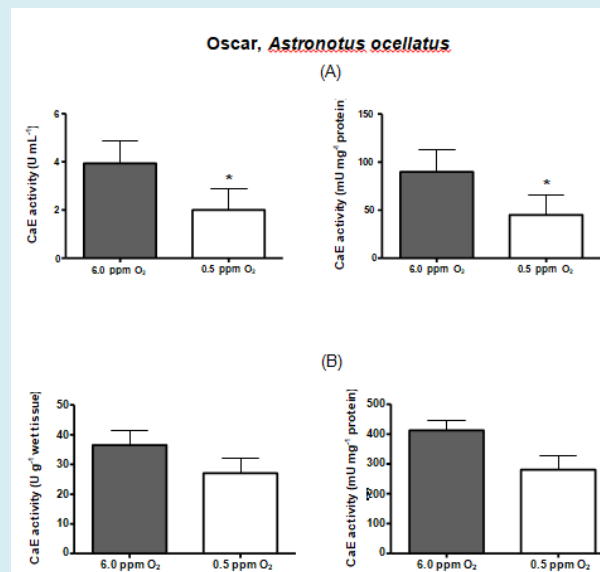 Oscar, Astronotus ocellatus
(A)
CaE activity (U mL⁻¹)
6
4
2
0
*
6.0 ppm O₂
0.5 ppm O₂
CaE activity (mU mg⁻¹ protein)
150
100
50
0
*
6.0 ppm O₂
0.5 ppm O₂
(B)
CaE activity (U g⁻¹ wet tissue)
50
40
30
20
10
0
6.0 ppm O₂
0.5 ppm O₂
CaE activity (mU mg⁻¹ protein)
500
400
300
200
100
0
6.0 ppm O₂
0.5 ppm O₂